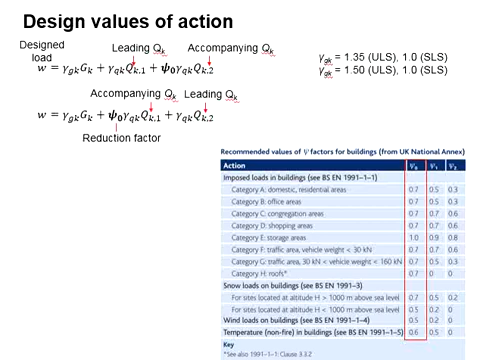 Design values of action
Designed load
Leading Qk
Accompanying Qk
w = γgkGk + γqkQk,1 + ψ0γqkQk,2
γgk = 1.35 (ULS), 1.0 (SLS)
γgk = 1.50 (ULS), 1.0 (SLS)
Accompanying Qk
Leading Qk
w = γgkGk + ψ0γqkQk,1 + γqkQk,2
Reduction factor
Recommended values of Ψ factors for buildings (from UK National Annex)
Action Ψ0 Ψ1 Ψ2
Imposed loads in buildings (see BS EN 1991–1–1)
Category A: domestic, residential areas 0.7 0.5 0.3
Category B: office areas 0.7 0.5 0.3
Category C: congregation areas 0.7 0.7 0.6
Category D: shopping areas 0.7 0.7 0.6
Category E: storage areas 1.0 0.9 0.8
Category F: traffic area, vehicle weight < 30 kN 0.7 0.7 0.6
Category G: traffic area, 30 kN < vehicle weight < 160 kN 0.7 0.5 0.3
Category H: roofs* 0.7 0 0
Snow loads on buildings (see BS EN 1991–3)
For sites located at altitude H > 1000 m above sea level 0.7 0.5 0.2
For sites located at altitude H < 1000 m above sea level 0.5 0.2 0
Wind loads on buildings (see BS EN 1991–1–4) 0.5 0.2 0
Temperature (non-fire) in buildings (see BS EN 1991–1–5) 0.6 0.5 0
Key
*See also 1991–1–1: Clause 3.3.2